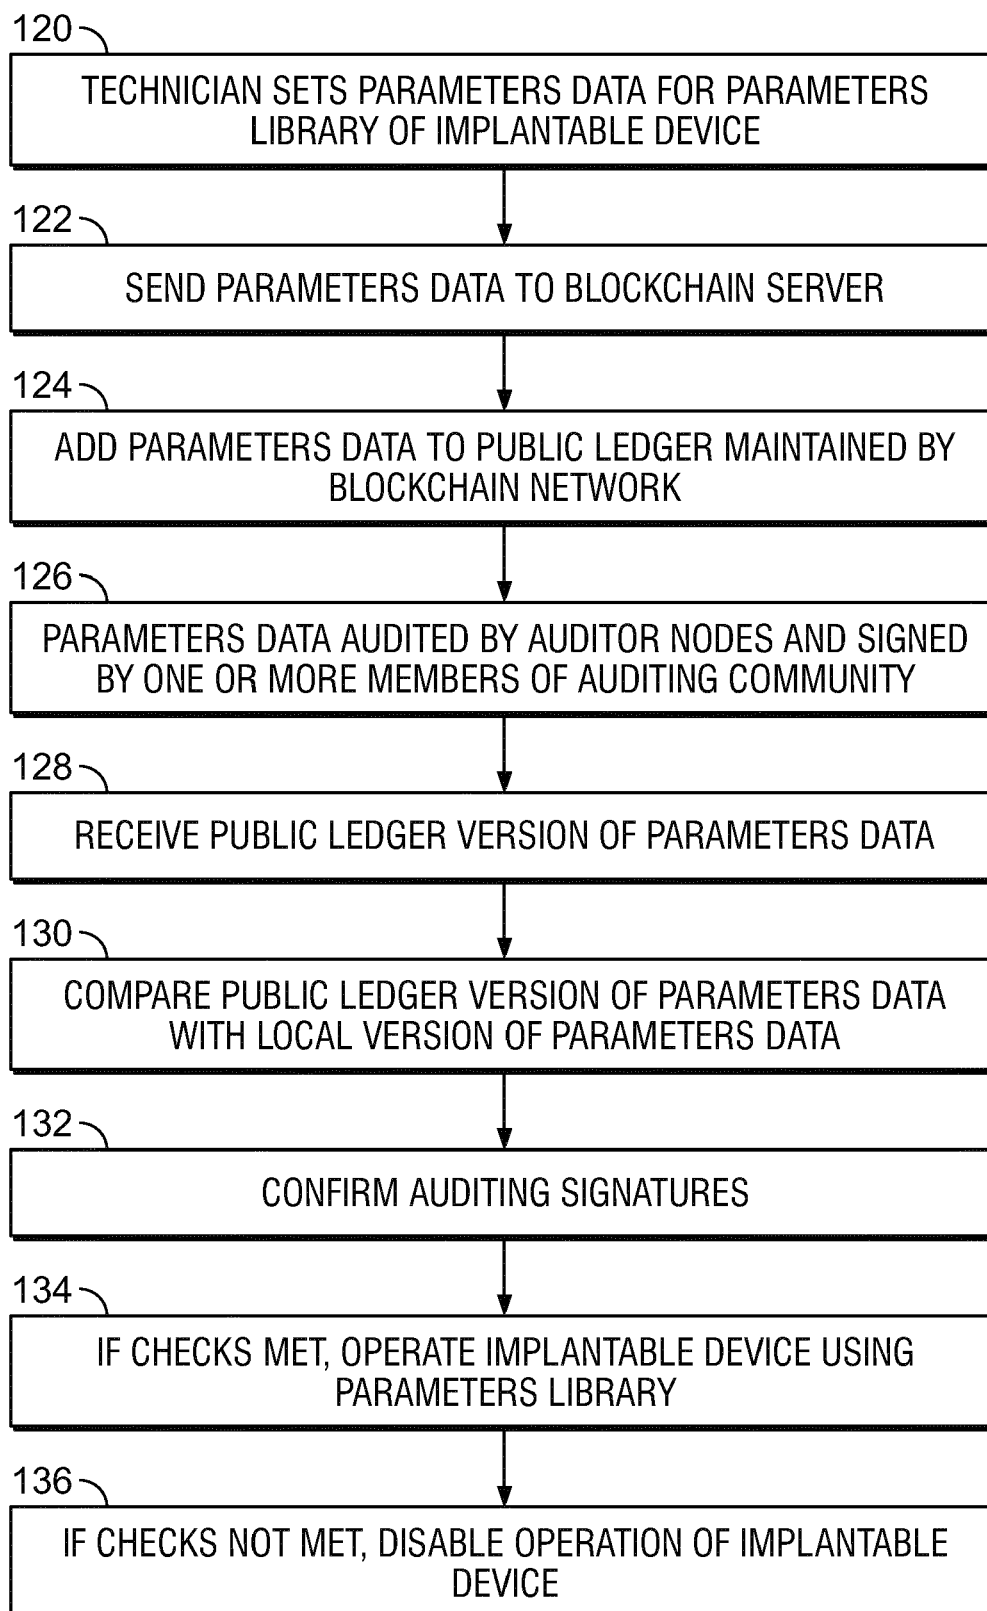 120
TECHNICIAN SETS PARAMETERS DATA FOR PARAMETERS
LIBRARY OF IMPLANTABLE DEVICE
122
SEND PARAMETERS DATA TO BLOCKCHAIN SERVER
124
ADD PARAMETERS DATA TO PUBLIC LEDGER MAINTAINED BY
BLOCKCHAIN NETWORK
126
PARAMETERS DATA AUDITED BY AUDITOR NODES AND SIGNED
BY ONE OR MORE MEMBERS OF AUDITING COMMUNITY
128
RECEIVE PUBLIC LEDGER VERSION OF PARAMETERS DATA
130
COMPARE PUBLIC LEDGER VERSION OF PARAMETERS DATA
WITH LOCAL VERSION OF PARAMETERS DATA
132
CONFIRM AUDITING SIGNATURES
134
IF CHECKS MET, OPERATE IMPLANTABLE DEVICE USING
PARAMETERS LIBRARY
136
IF CHECKS NOT MET, DISABLE OPERATION OF IMPLANTABLE
DEVICE